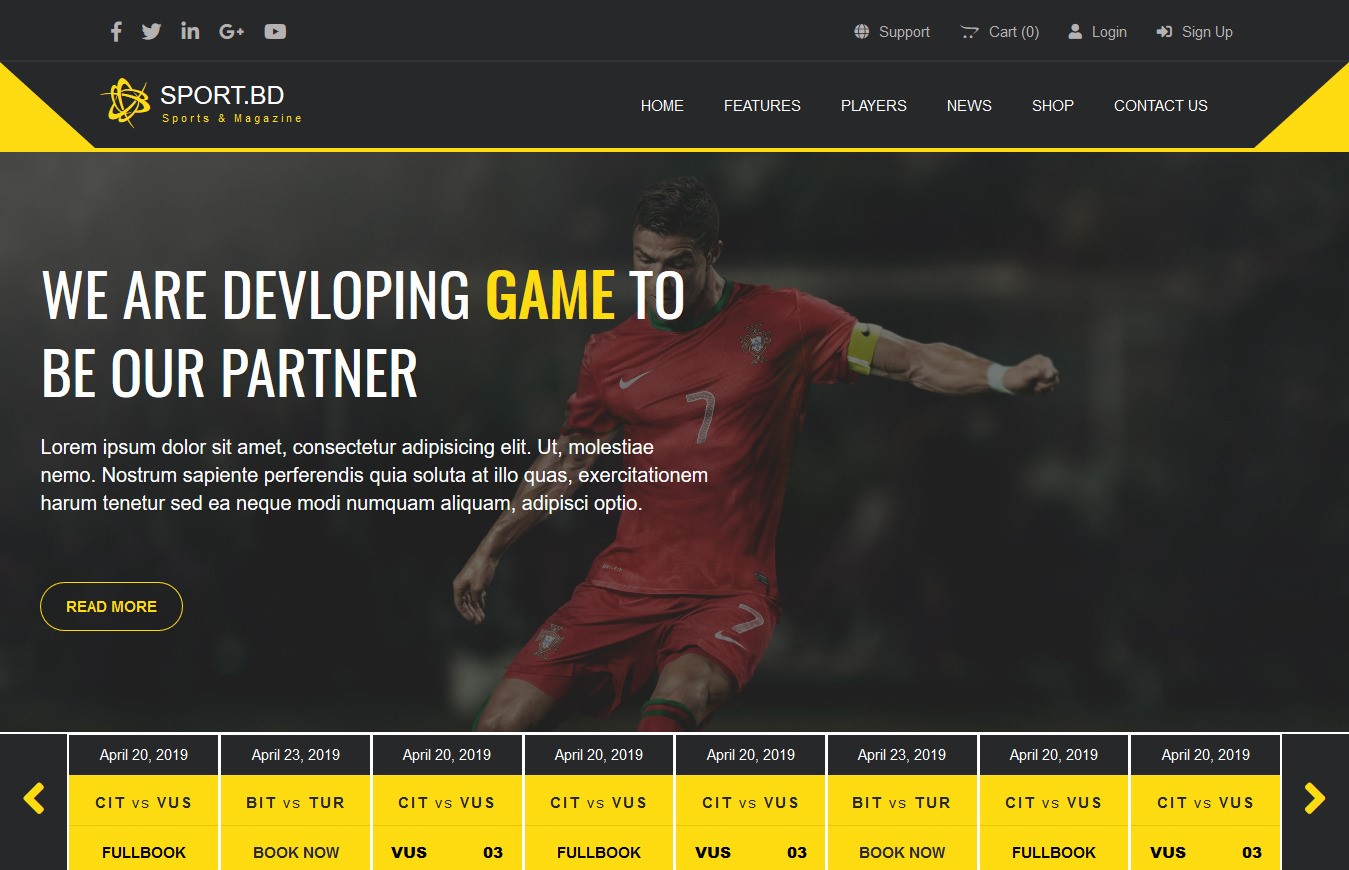 Support Cart (0) Login Sign Up
SPORT.BD
Sports & Magazine
HOME FEATURES PLAYERS NEWS SHOP CONTACT US
WE ARE DEVLOPING GAME TO
BE OUR PARTNER
Lorem ipsum dolor sit amet, consectetur adipisicing elit. Ut, molestiae
nemo. Nostrum sapiente perferendis quia soluta at illo quas, exercitationem
harum tenetur sed ea neque modi numquam aliquam, adipisci optio.
7
7
READ MORE
April 20, 2019 April 23, 2019 April 20, 2019 April 20, 2019 April 20, 2019 April 23, 2019 April 20, 2019 April 20, 2019
CIT vs VUS BIT vs TUR CIT vs VUS CIT vs VUS CIT vs VUS BIT vs TUR CIT vs VUS CIT vs VUS
FULLBOOK BOOK NOW VUS 03 FULLBOOK VUS 03 BOOK NOW FULLBOOK VUS 03